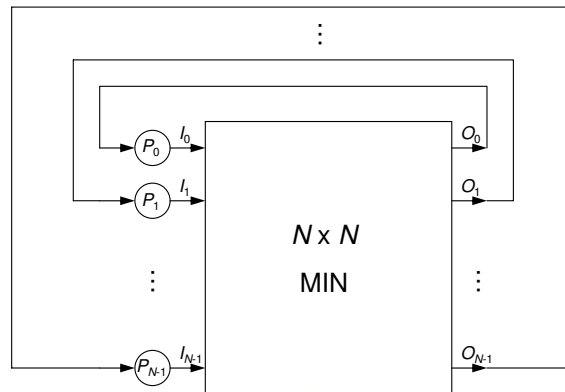 ⋮
P0 I0 O0
P1 I1 O1
N x N
MIN
⋮ ⋮
PN-1 IN-1 ON-1